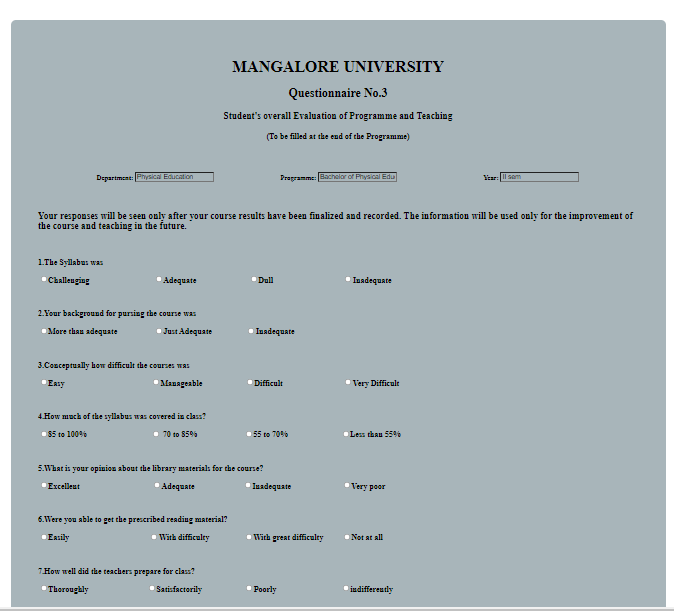 MANGALORE UNIVERSITY
Questionnaire No.3
Student's overall Evaluation of Programme and Teaching
(To be filled at the end of the Programme)
Department: Physical Education Programme: Bachelor of Physical Edu Year: II sem
Your responses will be seen only after your course results have been finalized and recorded. The information will be used only for the improvement of
the course and teaching in the future.
1.The Syllabus was
Challenging Adequate Dull Inadequate
2.Your background for pursing the course was
More than adequate Just Adequate Inadequate
3.Conceptually how difficult the courses was
Easy Manageable Difficult Very Difficult
4.How much of the syllabus was covered in class?
85 to 100% 70 to 85% 55 to 70% Less than 55%
5.What is your opinion about the library materials for the course?
Excellent Adequate Inadequate Very poor
6.Were you able to get the prescribed reading material?
Easily With difficulty With great difficulty Not at all
7.How well did the teachers prepare for class?
Thoroughly Satisfactorily Poorly indifferently